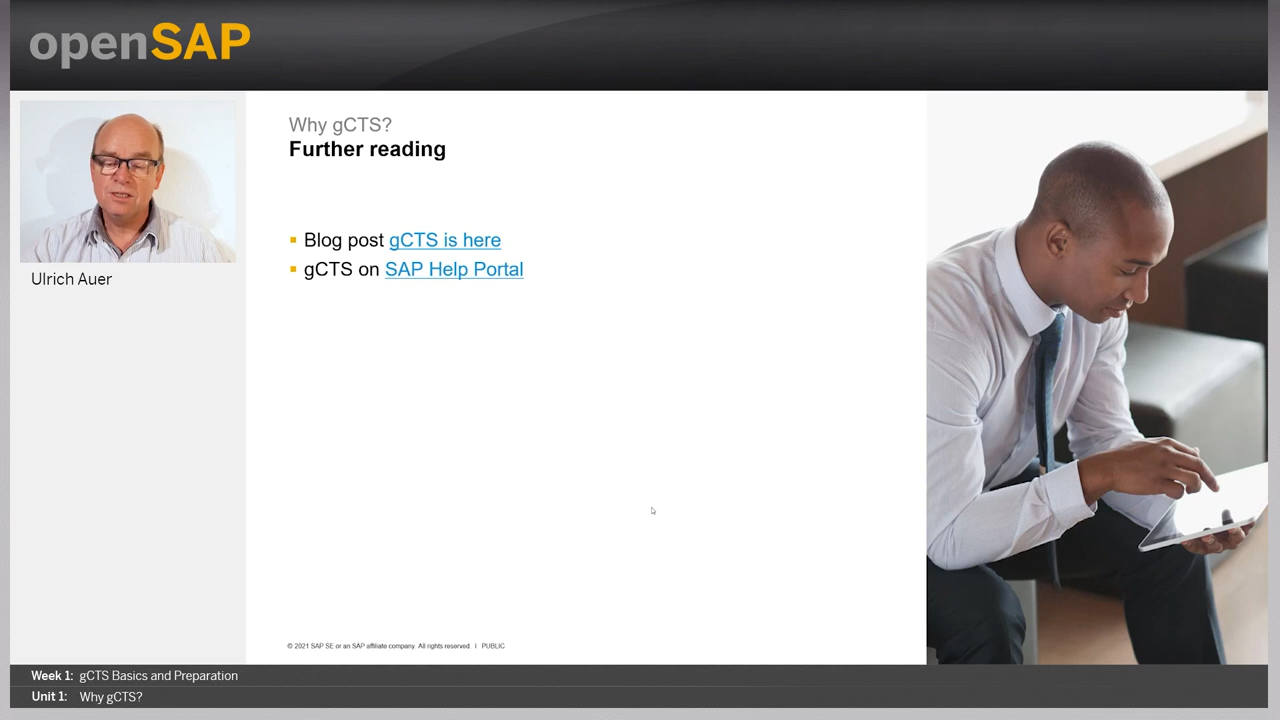 openSAP
Ulrich Auer
Why gCTS?
Further reading
▪ Blog post gCTS is here
▪ gCTS on SAP Help Portal
© 2021 SAP SE or an SAP affiliate company. All rights reserved. I PUBLIC
Week 1: gCTS Basics and Preparation
Unit 1: Why gCTS?